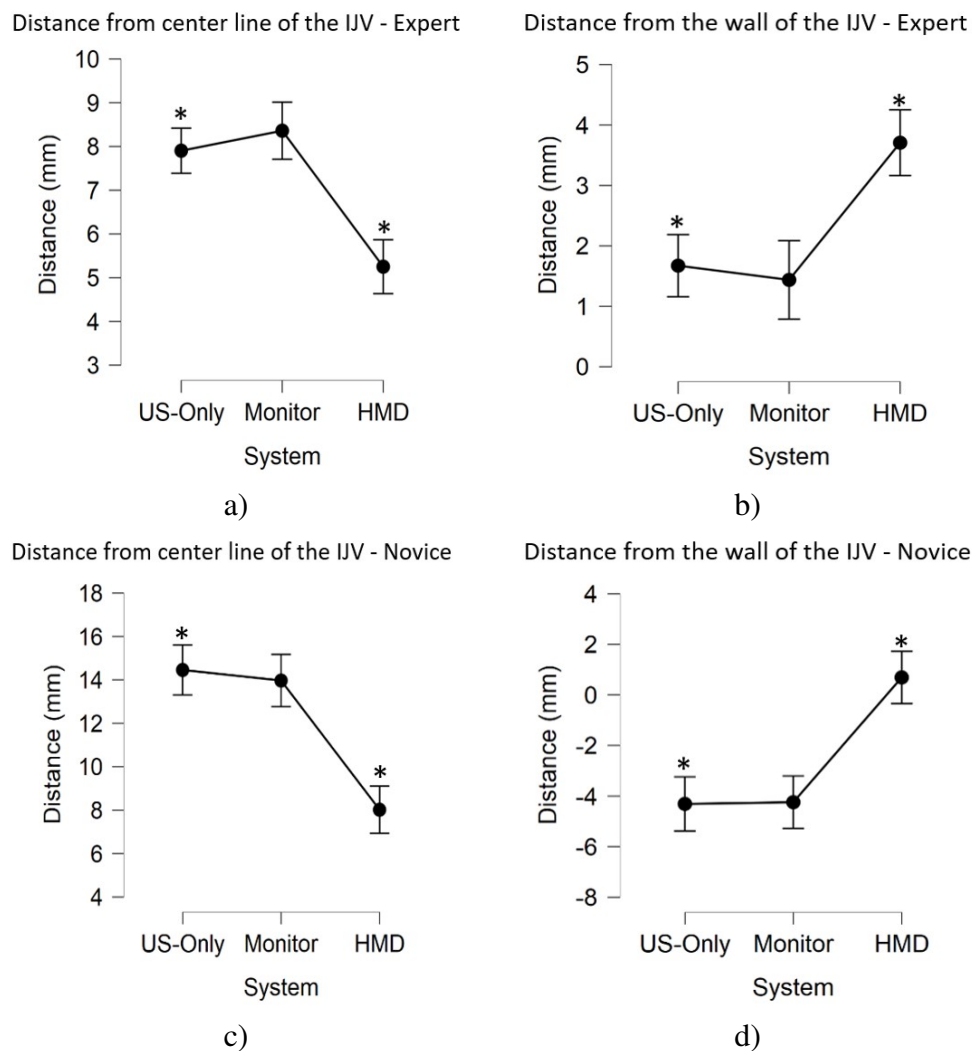 Distance from center line of the IJV - Expert
10
9
8
7
6
5
4
3
Distance (mm)
*
*
US-Only Monitor HMD
System
a)
Distance from the wall of the IJV - Expert
5
4
3
2
1
0
Distance (mm)
*
*
US-Only Monitor HMD
System
b)
Distance from center line of the IJV - Novice
18
16
14
12
10
8
6
4
Distance (mm)
*
*
US-Only Monitor HMD
System
c)
Distance from the wall of the IJV - Novice
4
2
0
-2
-4
-6
-8
Distance (mm)
*
*
US-Only Monitor HMD
System
d)